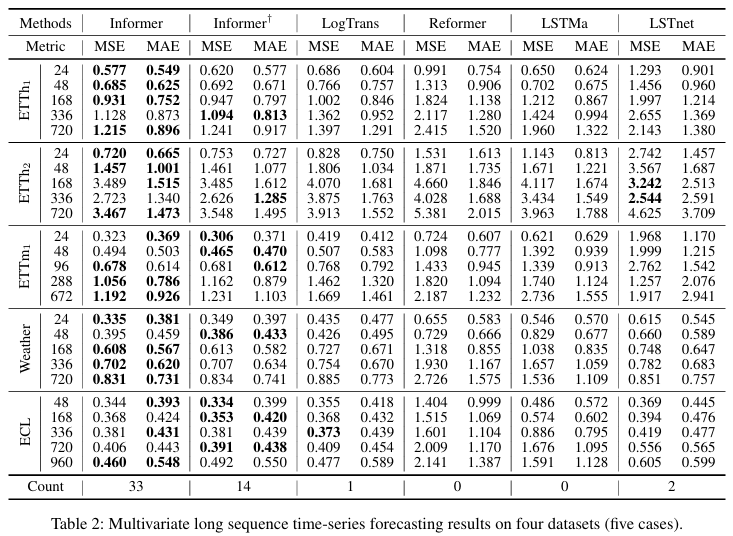 Methods Informer Informer† LogTrans Reformer LSTMa LSTnet
Metric MSE MAE MSE MAE MSE MAE MSE MAE MSE MAE MSE MAE
ETTh1
24 0.577 0.549 0.620 0.577 0.686 0.604 0.991 0.754 0.650 0.624 1.293 0.901
48 0.685 0.625 0.692 0.671 0.766 0.757 1.313 0.906 0.702 0.675 1.456 0.960
168 0.931 0.752 0.947 0.797 1.002 0.846 1.824 1.138 1.212 0.867 1.997 1.214
336 1.128 0.873 1.094 0.813 1.362 0.952 2.117 1.280 1.424 0.994 2.655 1.369
720 1.215 0.896 1.241 0.917 1.397 1.291 2.415 1.520 1.960 1.322 2.143 1.380
ETTh2
24 0.720 0.665 0.753 0.727 0.828 0.750 1.531 1.613 1.143 0.813 2.742 1.457
48 1.457 1.001 1.461 1.077 1.806 1.034 1.871 1.735 1.671 1.221 3.567 1.687
168 3.489 1.515 3.485 1.612 4.070 1.681 4.660 1.846 4.117 1.674 3.242 2.513
336 2.723 1.340 2.626 1.285 3.875 1.763 4.028 1.688 3.434 1.549 2.544 2.591
720 3.467 1.473 3.548 1.495 3.913 1.552 5.381 2.015 3.963 1.788 4.625 3.709
ETTm1
24 0.323 0.369 0.306 0.371 0.419 0.412 0.724 0.607 0.621 0.629 1.968 1.170
48 0.494 0.503 0.465 0.470 0.507 0.583 1.098 0.777 1.392 0.939 1.999 1.215
96 0.678 0.614 0.681 0.612 0.768 0.792 1.433 0.945 1.339 0.913 2.762 1.542
288 1.056 0.786 1.162 0.879 1.462 1.320 1.820 1.094 1.740 1.124 1.257 2.076
672 1.192 0.926 1.231 1.103 1.669 1.461 2.187 1.232 2.736 1.555 1.917 2.941
Weather
24 0.335 0.381 0.349 0.397 0.435 0.477 0.655 0.583 0.546 0.570 0.615 0.545
48 0.395 0.459 0.386 0.433 0.426 0.495 0.729 0.666 0.829 0.677 0.660 0.589
168 0.608 0.567 0.613 0.582 0.727 0.671 1.318 0.855 1.038 0.835 0.748 0.647
336 0.702 0.620 0.707 0.634 0.754 0.670 1.930 1.167 1.657 1.059 0.782 0.683
720 0.831 0.731 0.834 0.741 0.885 0.773 2.726 1.575 1.536 1.109 0.851 0.757
ECL
48 0.344 0.393 0.334 0.399 0.355 0.418 1.404 0.999 0.486 0.572 0.369 0.445
168 0.368 0.424 0.353 0.420 0.368 0.432 1.515 1.069 0.574 0.602 0.394 0.476
336 0.381 0.431 0.381 0.439 0.373 0.439 1.601 1.104 0.886 0.795 0.419 0.477
720 0.406 0.443 0.391 0.438 0.409 0.454 2.009 1.170 1.676 1.095 0.556 0.565
960 0.460 0.548 0.492 0.550 0.477 0.589 2.141 1.387 1.591 1.128 0.605 0.599
Count 33 14 1 0 0 2
Table 2: Multivariate long sequence time-series forecasting results on four datasets (five cases).